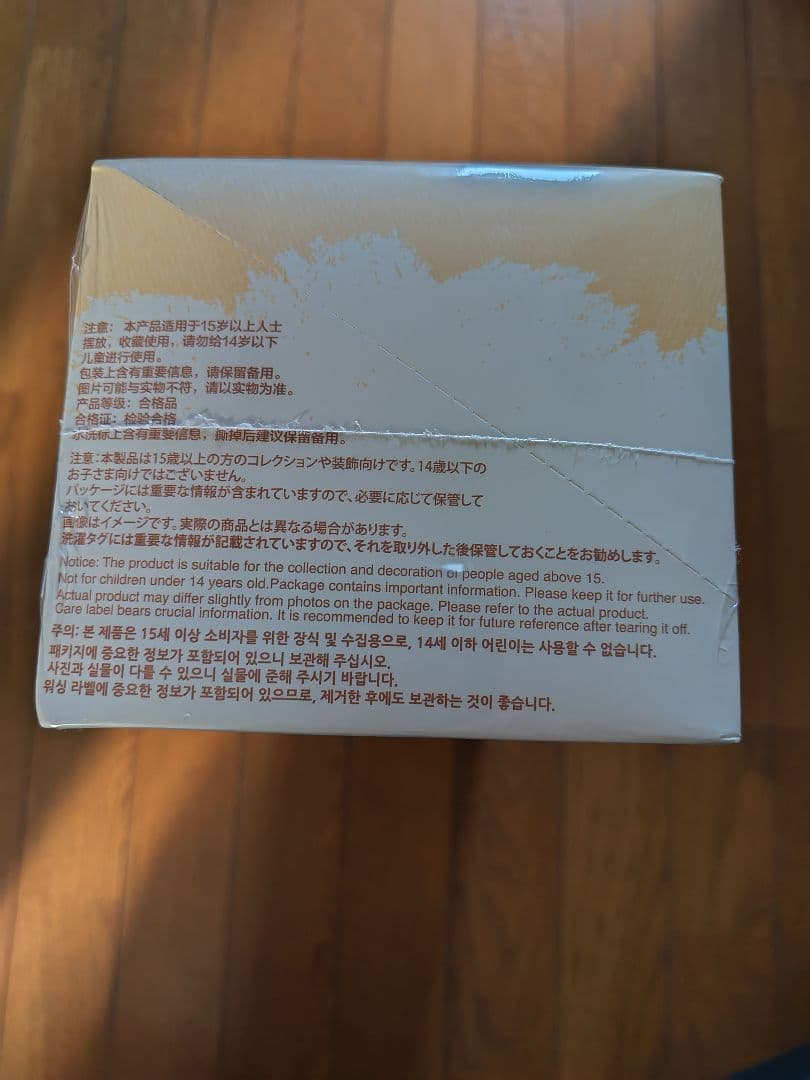 注意: 本产品适用于15岁以上人士
摆放，收藏使用，请勿给14岁以下
儿童进行使用。
包装上含有重要信息，请保留备用。
图片可能与实物不符，请以实物为准。
产品等级：合格品
合格证：检验合格
水洗标上含有重要信息，撕掉后建议保留备用。
注意:本製品は15歳以上の方のコレクションや装飾向けです。14歳以下の
お子さま向けではございません。
パッケージには重要な情報が含まれていますので、必要に応じて保管して
おいてください。
画像はイメージです。実際の商品とは異なる場合があります。
洗濯タグには重要な情報が記載されていますので、それを取り外した後保管しておくことをお勧めします。
Notice: The product is suitable for the collection and decoration of people aged above 15.
Not for children under 14 years old.Package contains important information. Please keep it for further use.
Actual product may differ slightly from photos on the package. Please refer to the actual product.
Care label bears crucial information. It is recommended to keep it for future reference after tearing it off.
주의: 본 제품은 15세 이상 소비자를 위한 장식 및 수집용으로, 14세 이하 어린이는 사용할 수 없습니다.
패키지에 중요한 정보가 포함되어 있으니 보관해 주십시오.
사진과 실물이 다를 수 있으니 실물에 준해 주시기 바랍니다.
워싱 라벨에 중요한 정보가 포함되어 있으므로, 제거한 후에도 보관하는 것이 좋습니다.